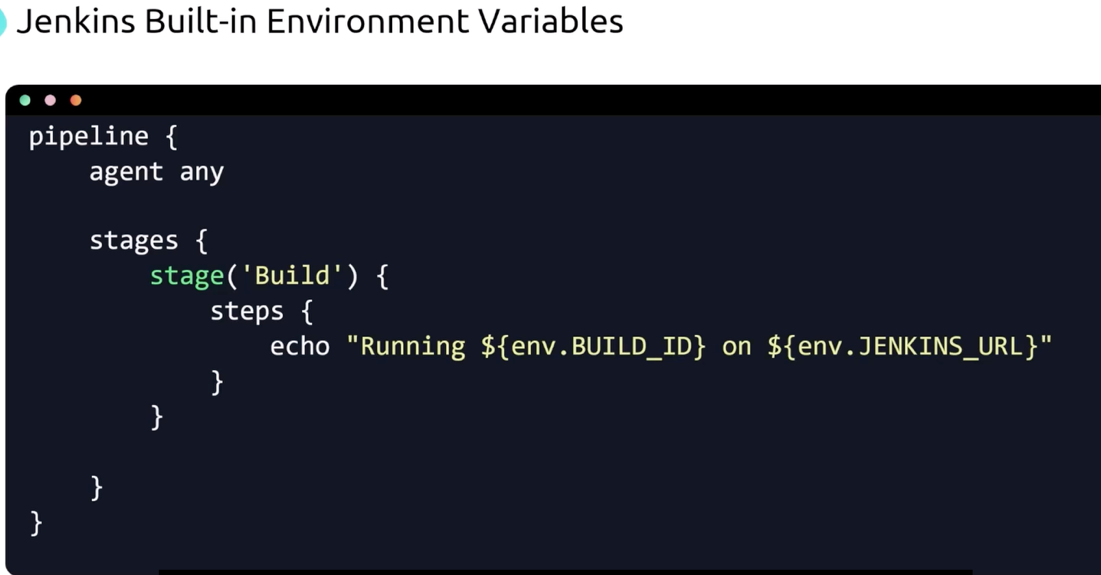 Jenkins Built-in Environment Variables
pipeline {
    agent any
    stages {
        stage('Build') {
            steps {
                echo "Running ${env.BUILD_ID} on ${env.JENKINS_URL}"
            }
        }
    }
}